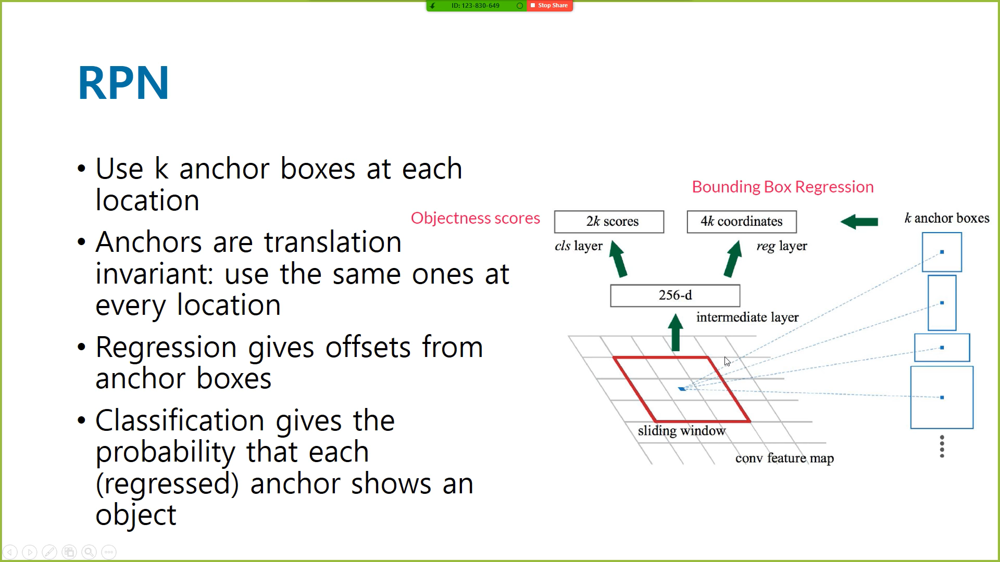 ID: 123-830-649
Stop Share
RPN
• Use k anchor boxes at each
location
• Anchors are translation
invariant: use the same ones at
every location
• Regression gives offsets from
anchor boxes
• Classification gives the
probability that each
(regressed) anchor shows an
object
Bounding Box Regression
Objectness scores
2k scores
4k coordinates
k anchor boxes
cls layer
reg layer
256-d
intermediate layer
sliding window
conv feature map